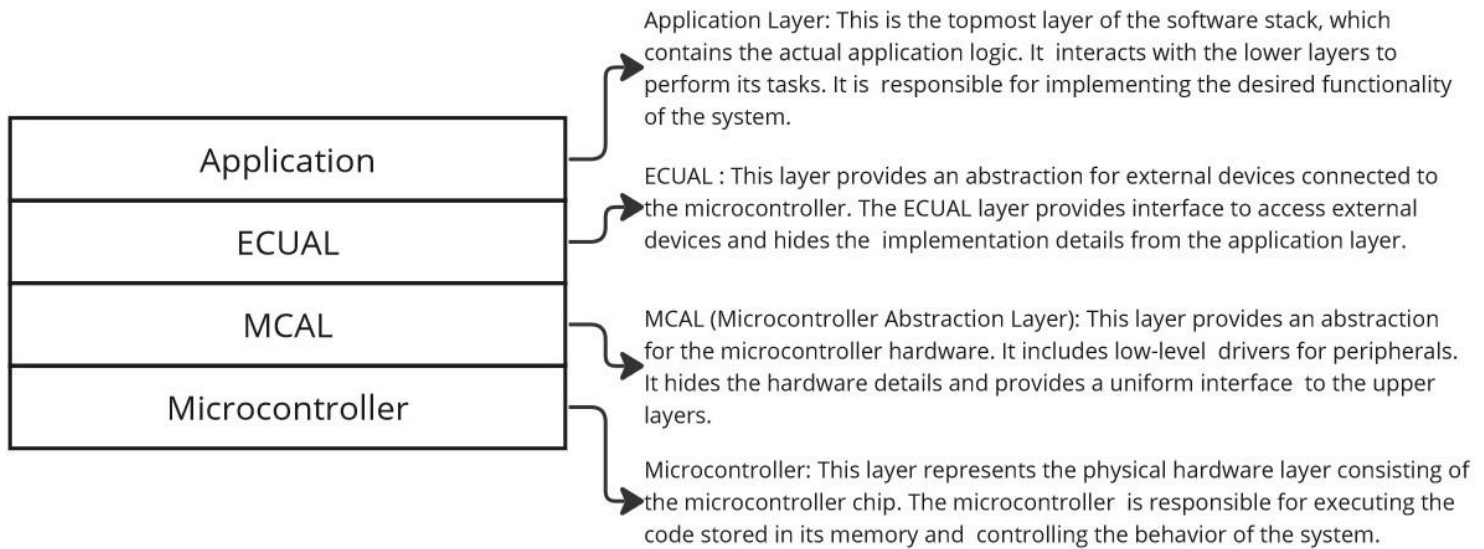 Application
ECUAL
MCAL
Microcontroller
Application Layer: This is the topmost layer of the software stack, which
contains the actual application logic. It interacts with the lower layers to
perform its tasks. It is responsible for implementing the desired functionality
of the system.
ECUAL : This layer provides an abstraction for external devices connected to
the microcontroller. The ECUAL layer provides interface to access external
devices and hides the implementation details from the application layer.
MCAL (Microcontroller Abstraction Layer): This layer provides an abstraction
for the microcontroller hardware. It includes low-level drivers for peripherals.
It hides the hardware details and provides a uniform interface to the upper
layers.
Microcontroller: This layer represents the physical hardware layer consisting of
the microcontroller chip. The microcontroller is responsible for executing the
code stored in its memory and controlling the behavior of the system.